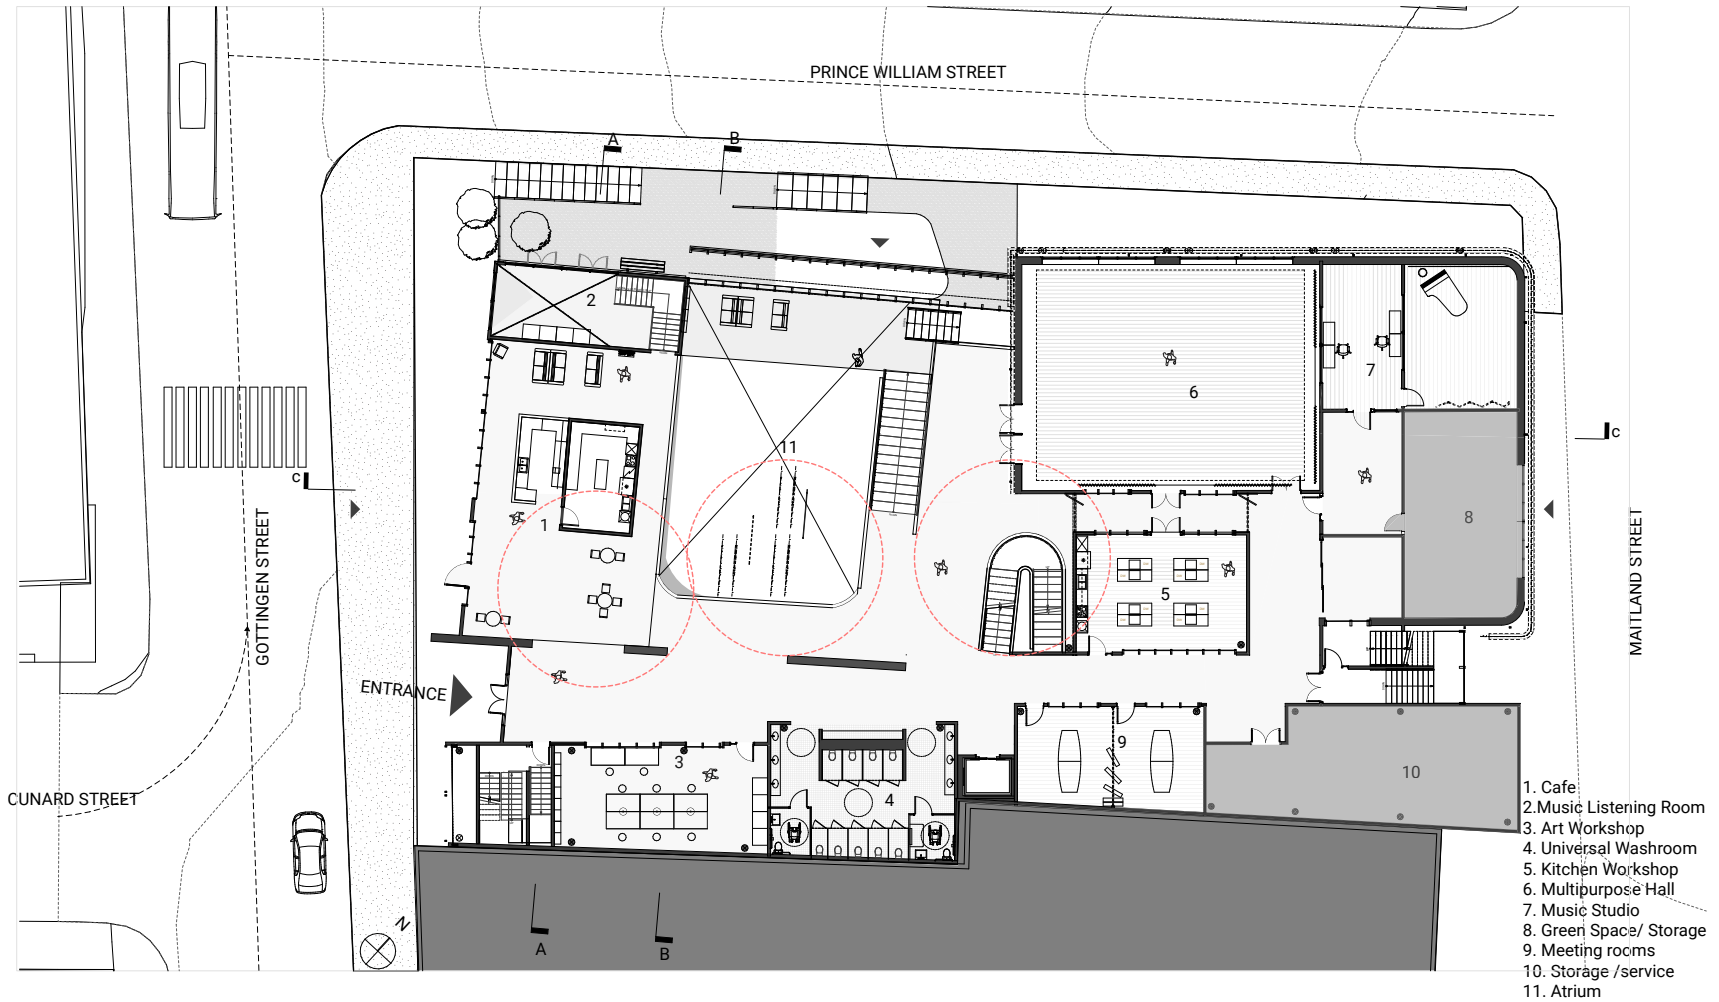 PRINCE WILLIAM STREET
A
B
2
7
6
11
c
c
1
8
GOTTINGEN STREET
MAITLAND STREET
5
ENTRANCE
9
3
10
4
CUNARD STREET
N
A
B
1. Cafe
2.Music Listening Room
3. Art Workshop
4. Universal Washroom
5. Kitchen Workshop
6. Multipurpose Hall
7. Music Studio
8. Green Space/ Storage
9. Meeting rooms
10. Storage /service
11. Atrium